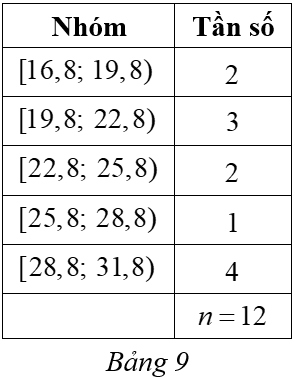 Nhóm Tần số
[16,8; 19,8) 2
[19,8; 22,8) 3
[22,8; 25,8) 2
[25,8; 28,8) 1
[28,8; 31,8) 4
n = 12
Bảng 9